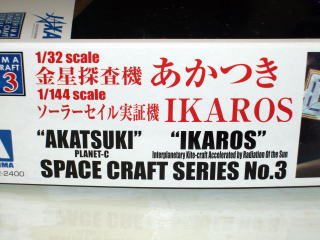 1/32 scale
金星探査機 あかつき
1/144 scale
ソーラーセイル実証機 IKAROS
"AKATSUKI" "IKAROS"
PLANET-C Interplanetary Kite-craft Accelerated by Radiation Of the Sun
SPACE CRAFT SERIES No.3
3
2400